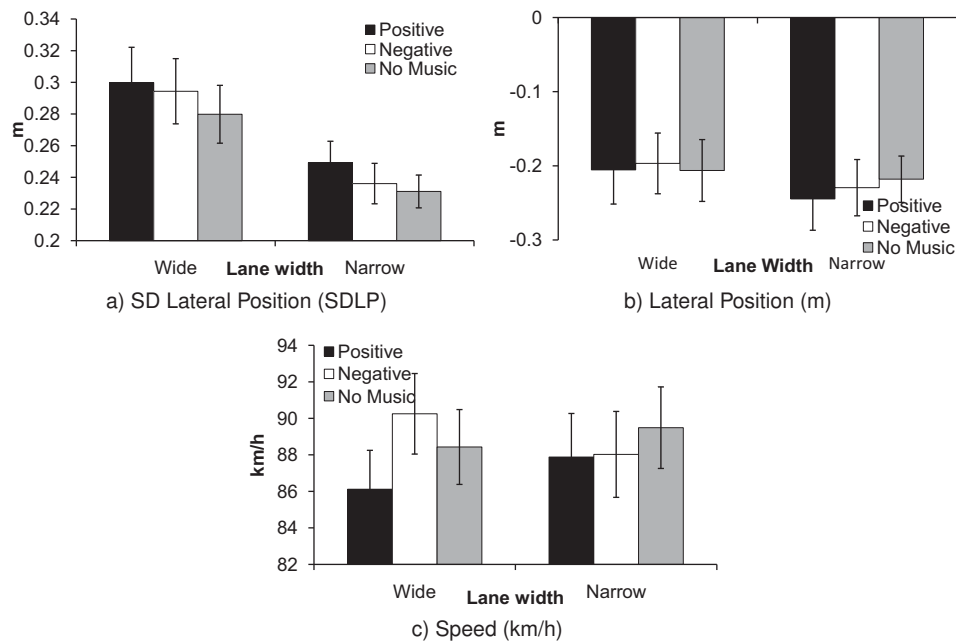 0.34
0.32
0.3
0.28
0.26
0.24
0.22
0.2
m
Positive
Negative
No Music
Wide Lane width Narrow
a) SD Lateral Position (SDLP)
0
-0.1
-0.2
-0.3
m
Positive
Negative
No Music
Wide Lane Width Narrow
b) Lateral Position (m)
94
92
90
88
86
84
82
km/h
Positive
Negative
No Music
Wide Lane width Narrow
c) Speed (km/h)